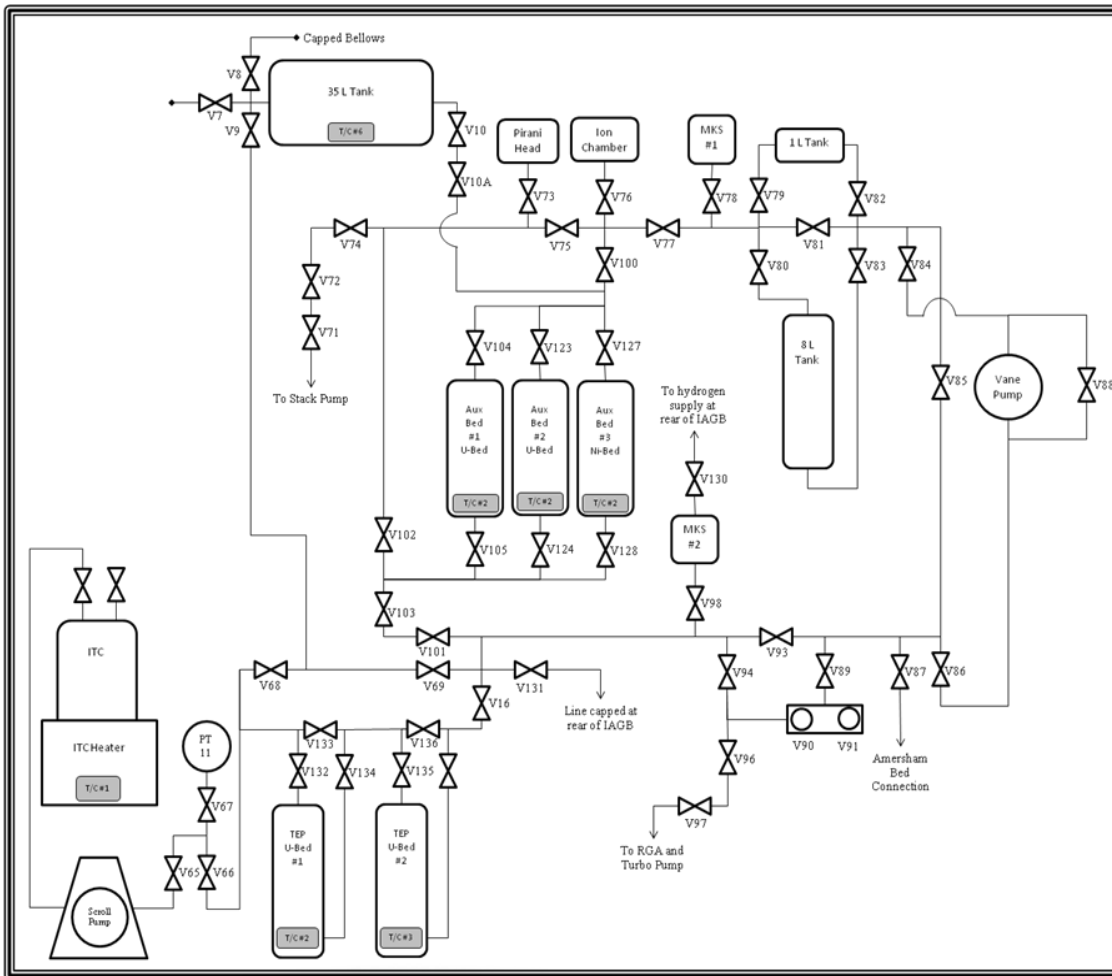 Capped Bellows
V8
35 L Tank
T/C#6
V7
V9
V10
V10A
Pirani
Head
Ion
Chamber
MKS
#1
1 L Tank
V73
V76
V78
V79
V82
V74
V75
V77
V81
V100
V80
V83
V84
V72
V71
To Stack Pump
V104
V123
V127
8 L
Tank
V85
Vane
Pump
V88
Aux
Bed
#1
U-Bed
T/C#2
Aux
Bed
#2
U-Bed
T/C#2
Aux
Bed
#3
Ni-Bed
T/C#2
To hydrogen
supply at
rear of IAGB
V130
MKS
#2
V102
V105
V124
V128
V98
V103
V101
V93
V68
V69
V131
V94
V89
V87
V86
V16
Line capped at
rear of IAGB
V90
V91
Amersham
Bed
Connection
V96
V97
To RGA and
Turbo Pump
ITC
ITC Heater
T/C#1
PT
11
V67
V65
V66
Scroll
Pump
V133
V136
V132
V134
V135
TEP
U-Bed
#1
T/C#2
TEP
U-Bed
#2
T/C#3